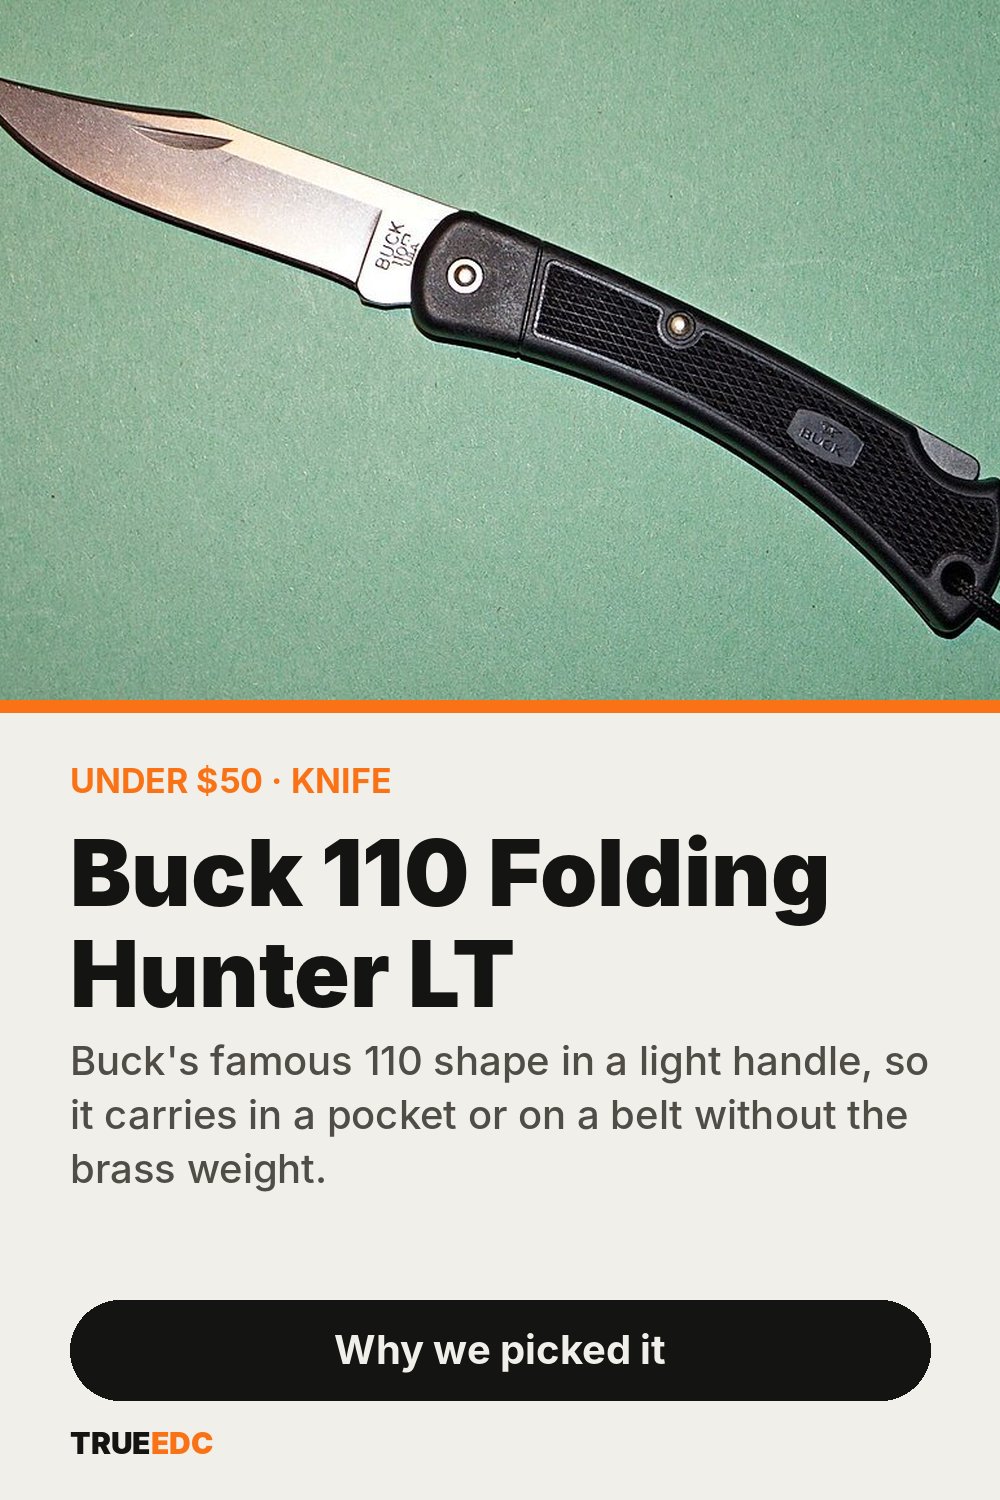 BUCK
110
USA
BUCK
UNDER $50 · KNIFE
Buck 110 Folding
Hunter LT
Buck's famous 110 shape in a light handle, so
it carries in a pocket or on a belt without the
brass weight.
Why we picked it
TRUEEDC